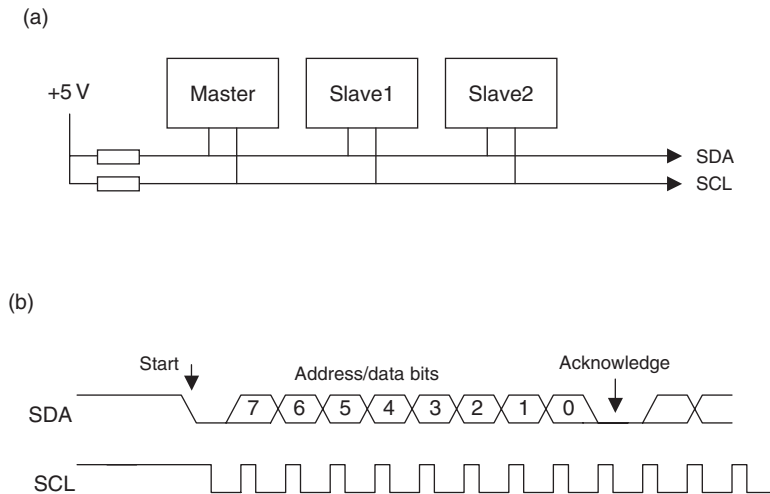 (a)
+5 V
Master
Slave1
Slave2
SDA
SCL
(b)
Start
Address/data bits
Acknowledge
SDA
7 6 5 4 3 2 1 0
SCL